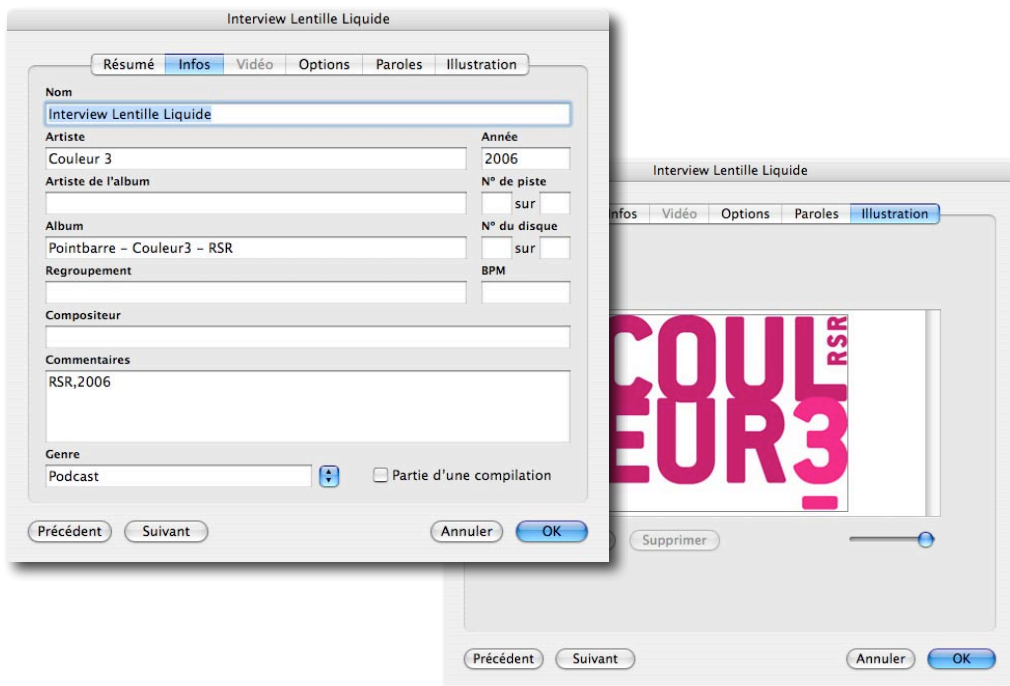 Interview Lentille Liquide
Résumé Infos Vidéo Options Paroles Illustration
Nom
Interview Lentille Liquide
Artiste Année
Couleur 3 2006
Artiste de l'album N° de piste
sur
Album N° du disque
Pointbarre – Couleur3 – RSR sur
Regroupement BPM
Compositeur
Commentaires
RSR,2006
Genre
Podcast Partie d'une compilation
Précédent Suivant Annuler OK
Interview Lentille Liquide
nfos Vidéo Options Paroles Illustration
COUL
EUR3
RSR
Supprimer
Précédent Suivant Annuler OK